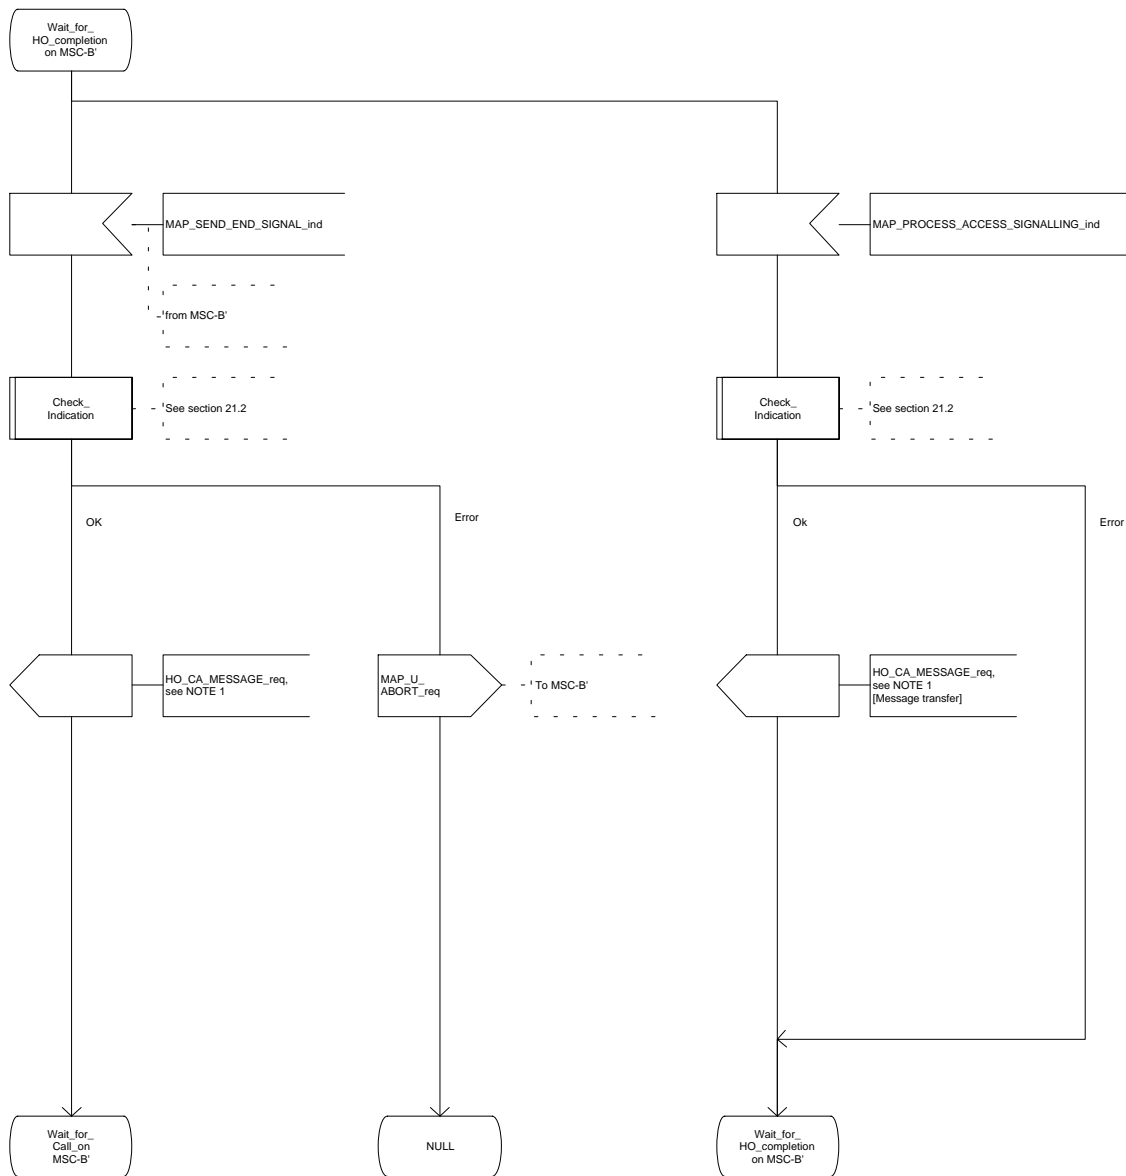 Wait_for_
HO_completion
on MSC-B'
MAP_SEND_END_SIGNAL_ind
MAP_PROCESS_ACCESS_SIGNALLING_ind
from MSC-B'
Check_
Indication
See section 21.2
Check_
Indication
See section 21.2
OK
Error
Ok
Error
HO_CA_MESSAGE_req,
see NOTE 1
MAP_U_
ABORT_req
To MSC-B'
HO_CA_MESSAGE_req,
see NOTE 1
[Message transfer]
Wait_for_
Call_on
MSC-B'
NULL
Wait_for_
HO_completion
on MSC-B'